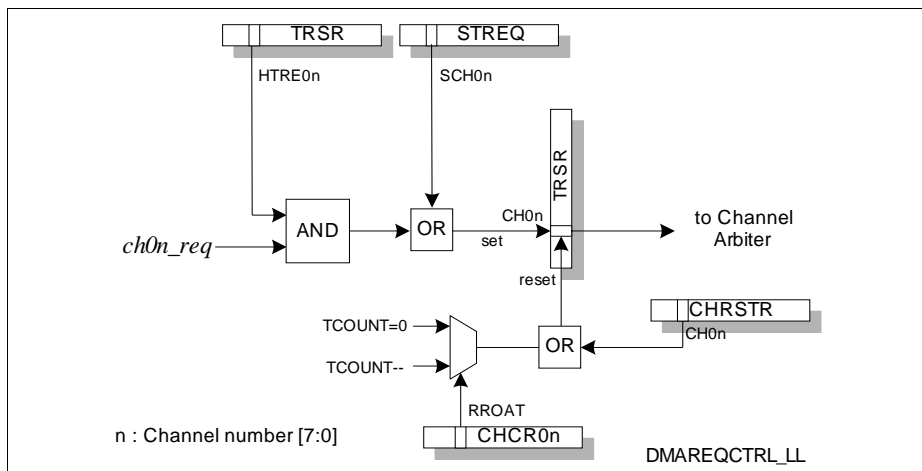 TRSR
STREQ
HTRE0n
SCH0n
TRSR
AND
OR
CH0n
set
to Channel
Arbiter
ch0n_req
reset
CHRSTR
CH0n
TCOUNT=0
OR
TCOUNT--
RROAT
n : Channel number [7:0]
CHCR0n
DMAREQCTRL_LL